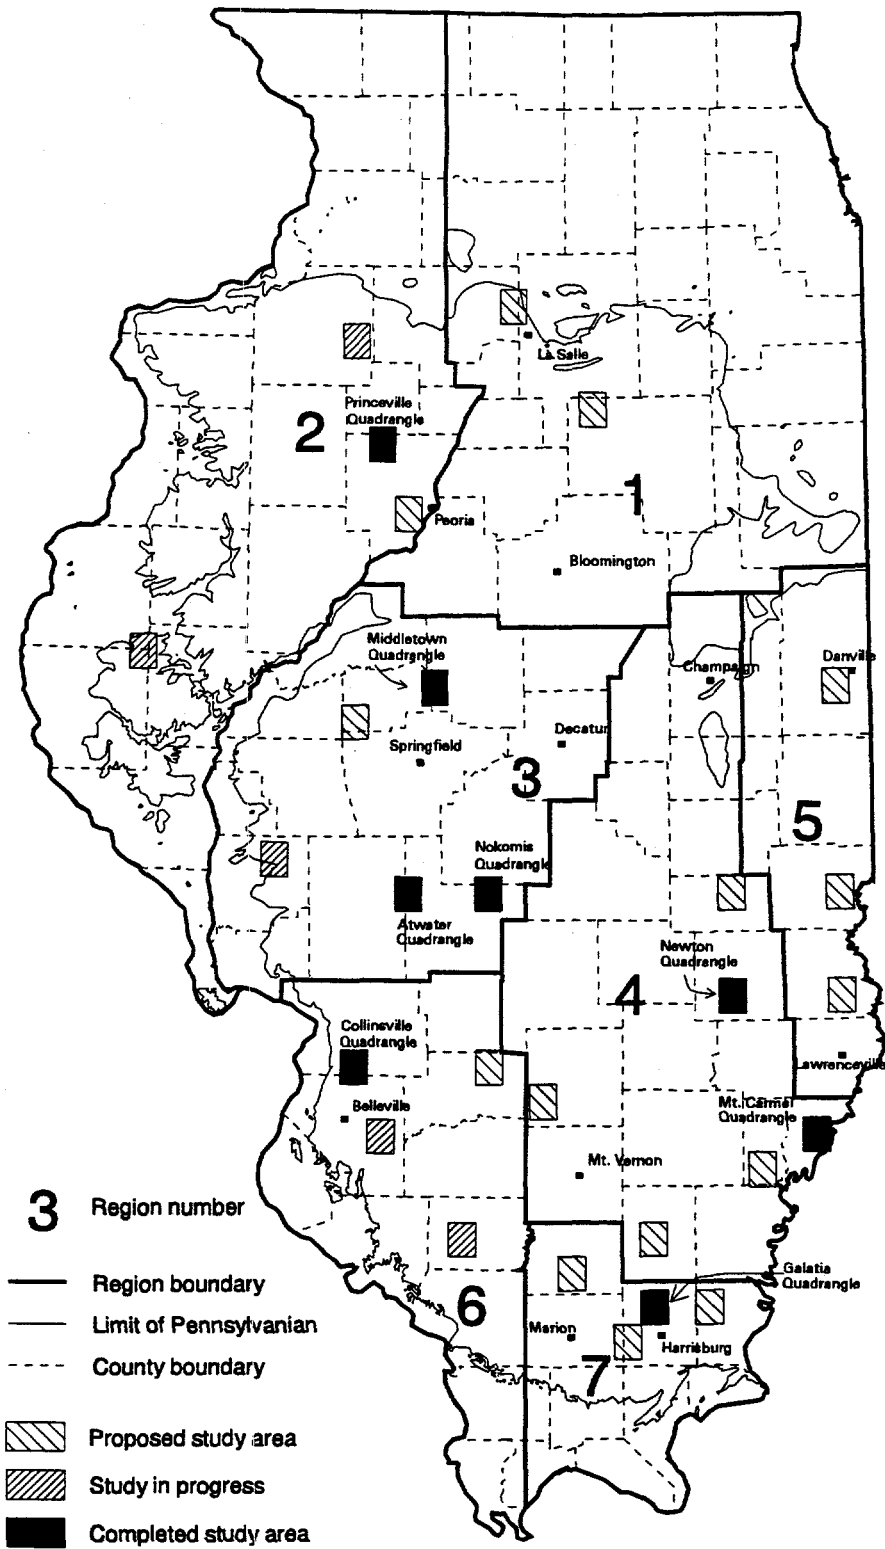 La Salle
Princeville
Quadrangle
2
1
Peoria
Bloomington
Middletown
Quadrangle
Champaign
Danville
Springfield
Decatur
3
5
Nokomis
Quadrangle
Atwater
Quadrangle
Newton
Quadrangle
4
Collinsville
Quadrangle
Lawrenceville
Belleville
Mt. Carmel
Quadrangle
Mt. Vernon
3 Region number
Galatia
Quadrangle
Region boundary
6
Limit of Pennsylvanian
Marion
Harrisburg
County boundary
7
Proposed study area
Study in progress
Completed study area